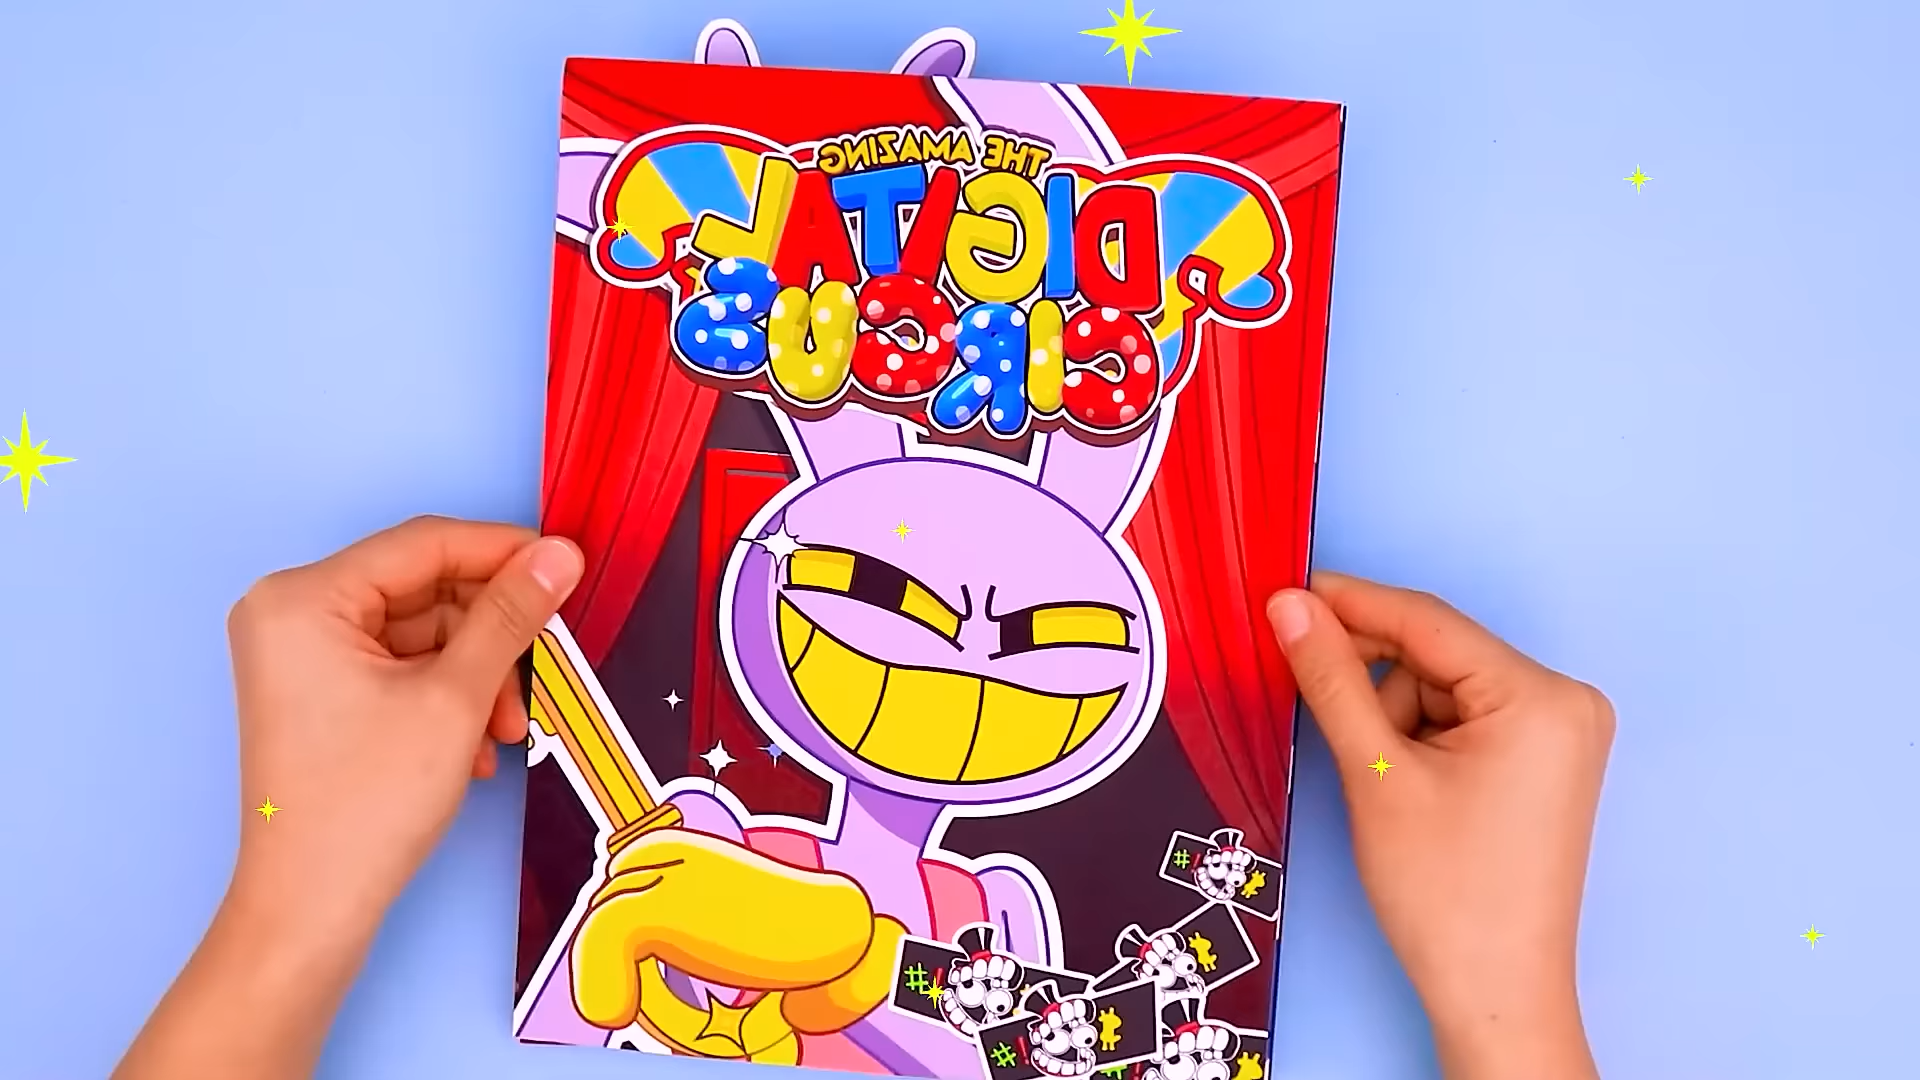 THE AMAZING
DIGITAL
CIRCUS
#!
#!
#!